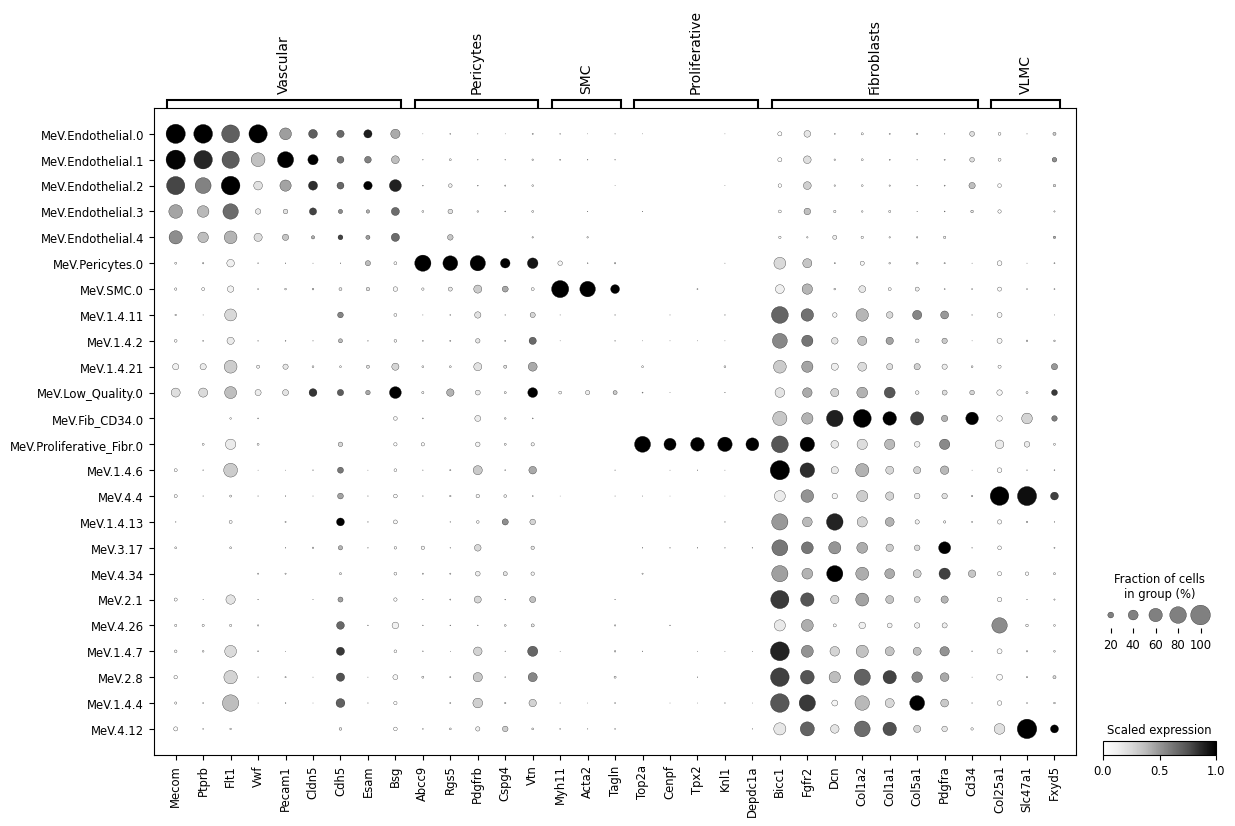 Vascular
Pericytes
SMC
Proliferative
Fibroblasts
VLMC
MeV.Endothelial.0
MeV.Endothelial.1
MeV.Endothelial.2
MeV.Endothelial.3
MeV.Endothelial.4
MeV.Pericytes.0
MeV.SMC.0
MeV.1.4.11
MeV.1.4.2
MeV.1.4.21
MeV.Low_Quality.0
MeV.Fib_CD34.0
MeV.Proliferative_Fibr.0
MeV.1.4.6
MeV.4.4
MeV.1.4.13
MeV.3.17
MeV.4.34
MeV.2.1
MeV.4.26
MeV.1.4.7
MeV.2.8
MeV.1.4.4
MeV.4.12
Mecom
Ptprb
Flt1
Vwf
Pecam1
Cldn5
Cdh5
Esam
Bsg
Abcc9
Rgs5
Pdgfrb
Cspg4
Vtn
Myh11
Acta2
Tagln
Top2a
Cenpf
Tpx2
Knl1
Depdc1a
Bicc1
Fgfr2
Dcn
Col1a2
Col1a1
Col5a1
Pdgfra
Cd34
Col25a1
Slc47a1
Fxyd5
Fraction of cells
in group (%)
20 40 60 80 100
Scaled expression
0.0 0.5 1.0